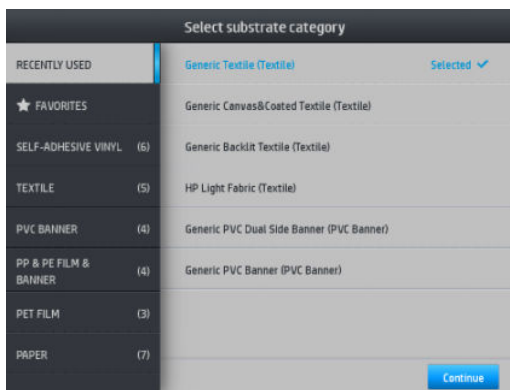 Select substrate category
RECENTLY USED
FAVORITES
SELF-ADHESIVE VINYL (6)
TEXTILE (5)
PVC BANNER (4)
PP & PE FILM &
BANNER (4)
PET FILM (3)
PAPER (7)
Generic Textile (Textile) Selected
Generic Canvas&Coated Textile (Textile)
Generic Backlit Textile (Textile)
HP Light Fabric (Textile)
Generic PVC Dual Side Banner (PVC Banner)
Generic PVC Banner (PVC Banner)
Continue